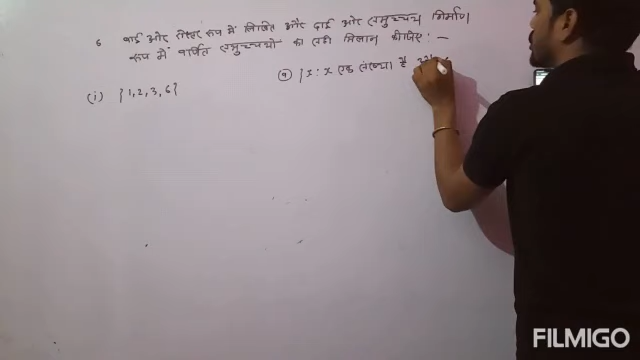 6 बाईं ओर रोस्टर रूप में लिखित और दाईं ओर समुच्चय निर्माण
रूप में वर्णित समुच्चयों का सही मिलान कीजिए : —
(i) {1, 2, 3, 6}
(a) {x : x एक संख्या है
FILMIGO